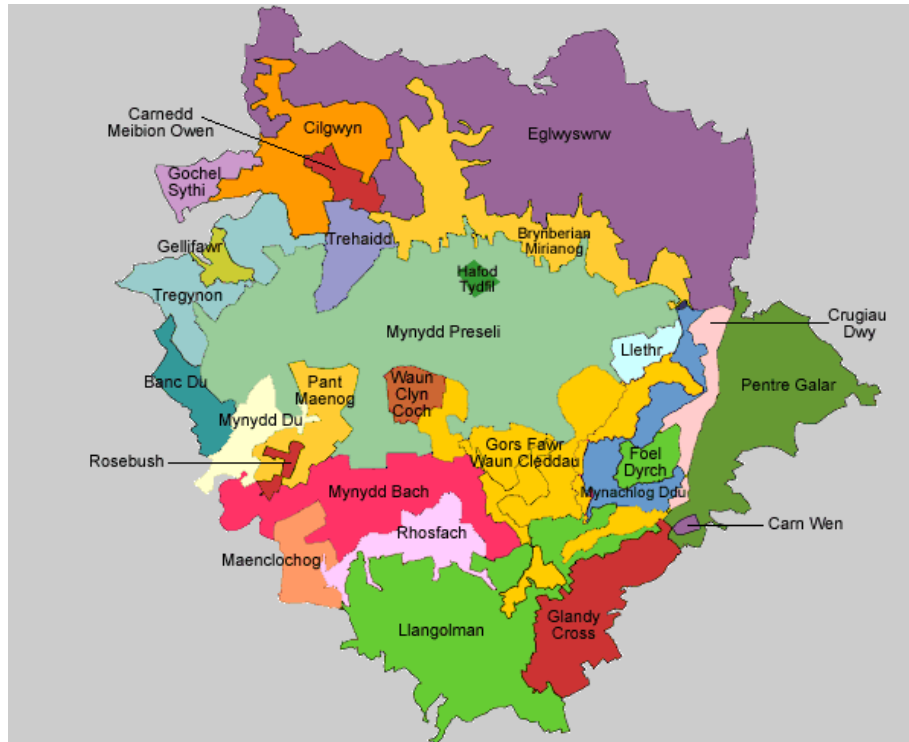 Carnedd
Meibion Owen
Cilgwyn
Eglwyswrw
Gochel
Sythi
Gellifawr
Trehaidd
Brynberian
Mirianog
Hafod
Tydfil
Tregynon
Mynydd Preseli
Crugiau
Dwy
Llethr
Banc Du
Pant
Maenog
Waun
Clyn
Coch
Pentre Galar
Mynydd Du
Gors Fawr
Waun Cleddau
Foel
Dyrch
Rosebush
Mynydd Bach
Mynachlog Ddu
Rhosfach
Carn Wen
Maenclochog
Llangolman
Glandy
Cross